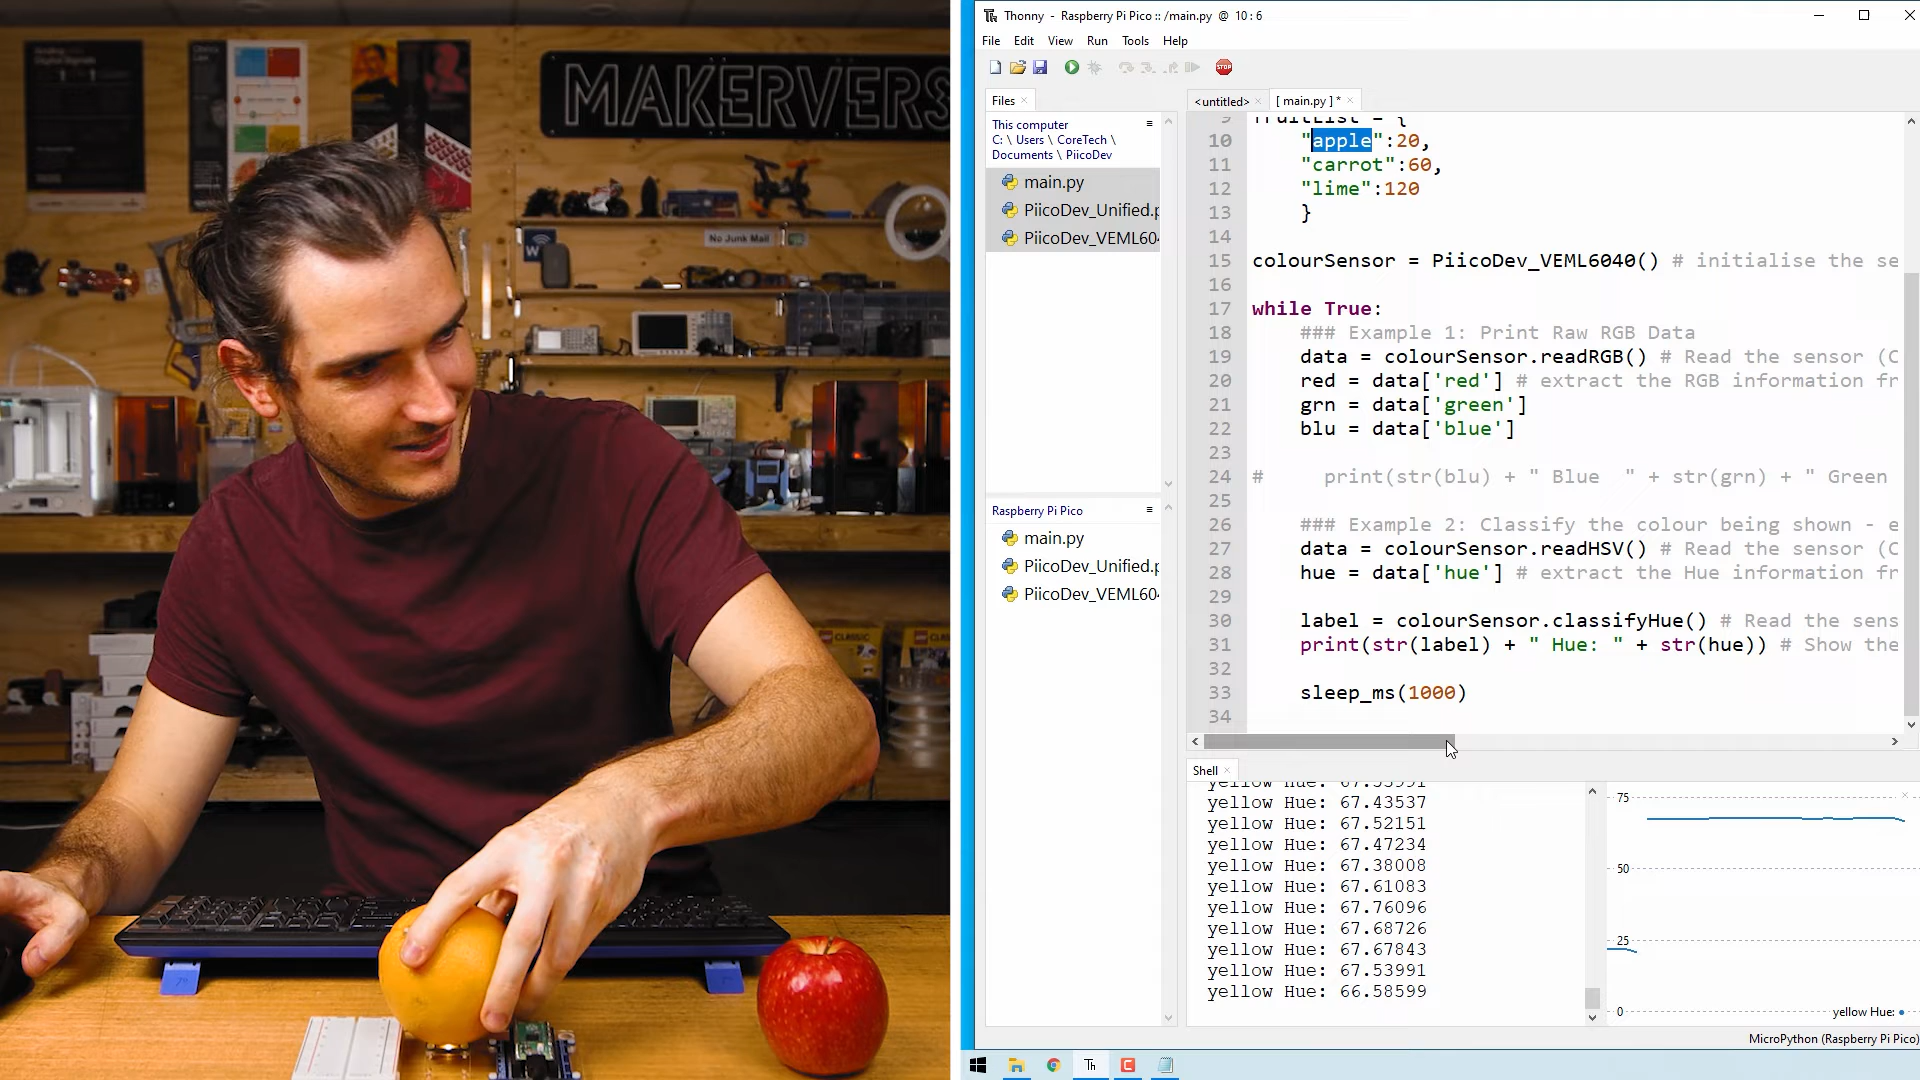 MAKERVERS
No Junk Mail
Thonny - Raspberry Pi Pico :: /main.py @ 10:6
File Edit View Run Tools Help
STOP
Files
<untitled> [ main.py ] *
This computer
C: \ Users \ CoreTech \
Documents \ PiicoDev
main.py
PiicoDev_Unified.p
PiicoDev_VEML604
Raspberry Pi Pico
main.py
PiicoDev_Unified.p
PiicoDev_VEML604
9 fruitList = {
10 "apple":20,
11 "carrot":60,
12 "lime":120
13 }
14
15 colourSensor = PiicoDev_VEML6040() # initialise the se
16
17 while True:
18 ### Example 1: Print Raw RGB Data
19 data = colourSensor.readRGB() # Read the sensor (C
20 red = data['red'] # extract the RGB information fr
21 grn = data['green']
22 blu = data['blue']
23
24 # print(str(blu) + " Blue " + str(grn) + " Green
25
26 ### Example 2: Classify the colour being shown - e
27 data = colourSensor.readHSV() # Read the sensor (C
28 hue = data['hue'] # extract the Hue information fr
29
30 label = colourSensor.classifyHue() # Read the sens
31 print(str(label) + " Hue: " + str(hue)) # Show the
32
33 sleep_ms(1000)
34
Shell
yellow Hue: 67.53991
yellow Hue: 67.43537
yellow Hue: 67.52151
yellow Hue: 67.47234
yellow Hue: 67.38008
yellow Hue: 67.61083
yellow Hue: 67.76096
yellow Hue: 67.68726
yellow Hue: 67.67843
yellow Hue: 67.53991
yellow Hue: 66.58599
75
50
25
0
yellow Hue:
MicroPython (Raspberry Pi Pico)
Th